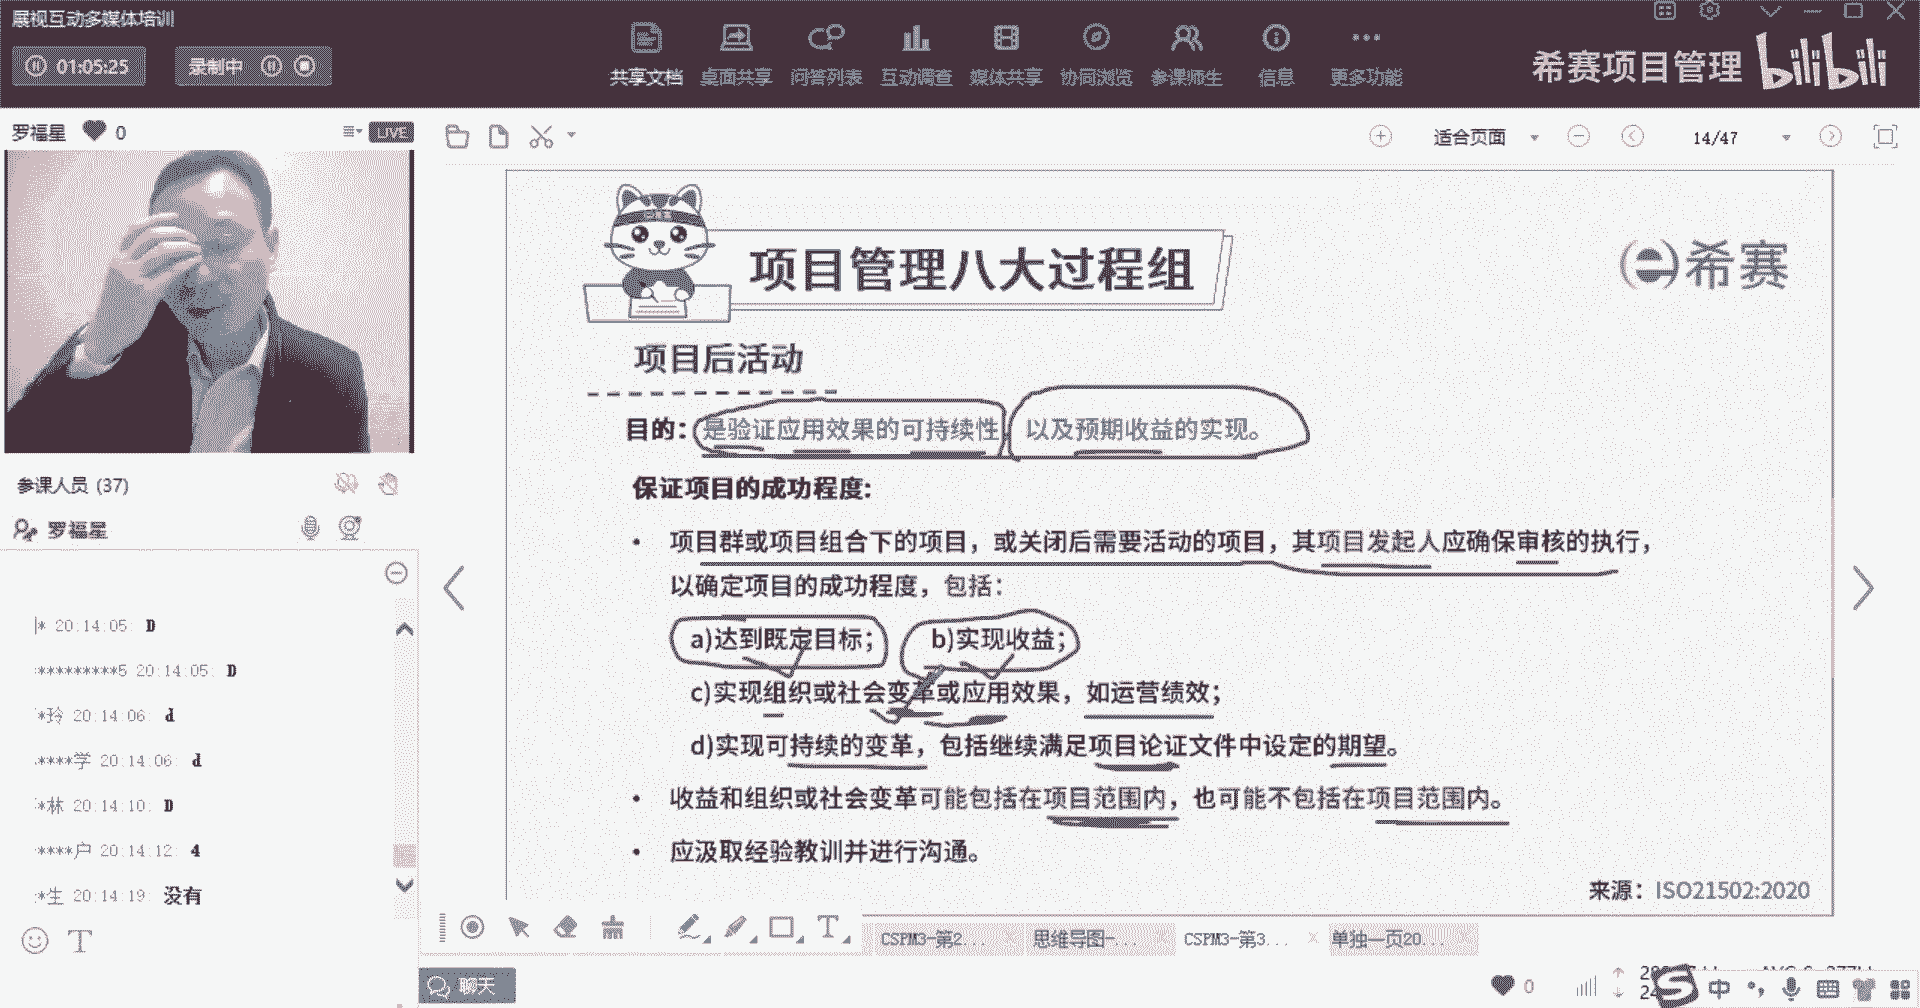 展视互动多媒体培训
01:05:25
录制中
共享文档 桌面共享 问答列表 互动调查 媒体共享 协同浏览 参课师生 信息 更多功能
希赛项目管理 bilibili
罗福星 0 LIVE
适合页面 14/47
项目管理八大过程组
希赛
项目后活动
目的：是验证应用效果的可持续性，以及预期收益的实现。
保证项目的成功程度：
• 项目群或项目组合下的项目，或关闭后需要活动的项目，其项目发起人应确保审核的执行，
以确定项目的成功程度，包括：
a)达到既定目标； b)实现收益；
c)实现组织或社会变革或应用效果，如运营绩效；
d)实现可持续的变革，包括继续满足项目论证文件中设定的期望。
• 收益和组织或社会变革可能包括在项目范围内，也可能不包括在项目范围内。
• 应汲取经验教训并进行沟通。
来源：ISO21502:2020
参课人员 (37)
罗福星
* 20:14:05: D
*********5 20:14:05: D
*玲 20:14:06: d
****学 20:14:06: d
*林 20:14:10: D
****户 20:14:12: 4
*生 20:14:19: 没有
T
T
CSPM3-第2... 思维导图-... CSPM3-第3... 单独一页20...
聊天
0
S 中